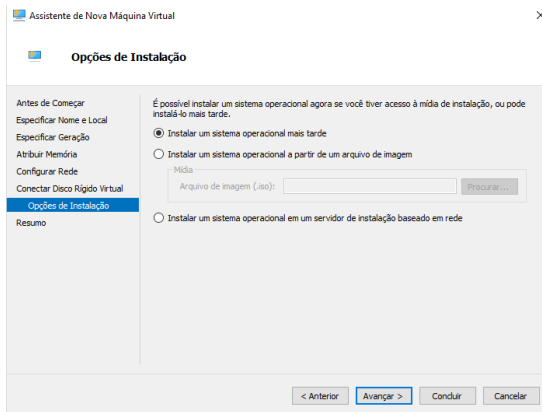 Assistente de Nova Máquina Virtual
Opções de Instalação
Antes de Começar
Especificar Nome e Local
Especificar Geração
Atribuir Memória
Configurar Rede
Conectar Disco Rígido Virtual
Opções de Instalação
Resumo
É possível instalar um sistema operacional agora se você tiver acesso à mídia de instalação, ou pode
instalá-lo mais tarde.
Instalar um sistema operacional mais tarde
Instalar um sistema operacional a partir de um arquivo de imagem
Mídia
Arquivo de imagem (.iso):
Procurar...
Instalar um sistema operacional em um servidor de instalação baseado em rede
< Anterior
Avançar >
Concluir
Cancelar